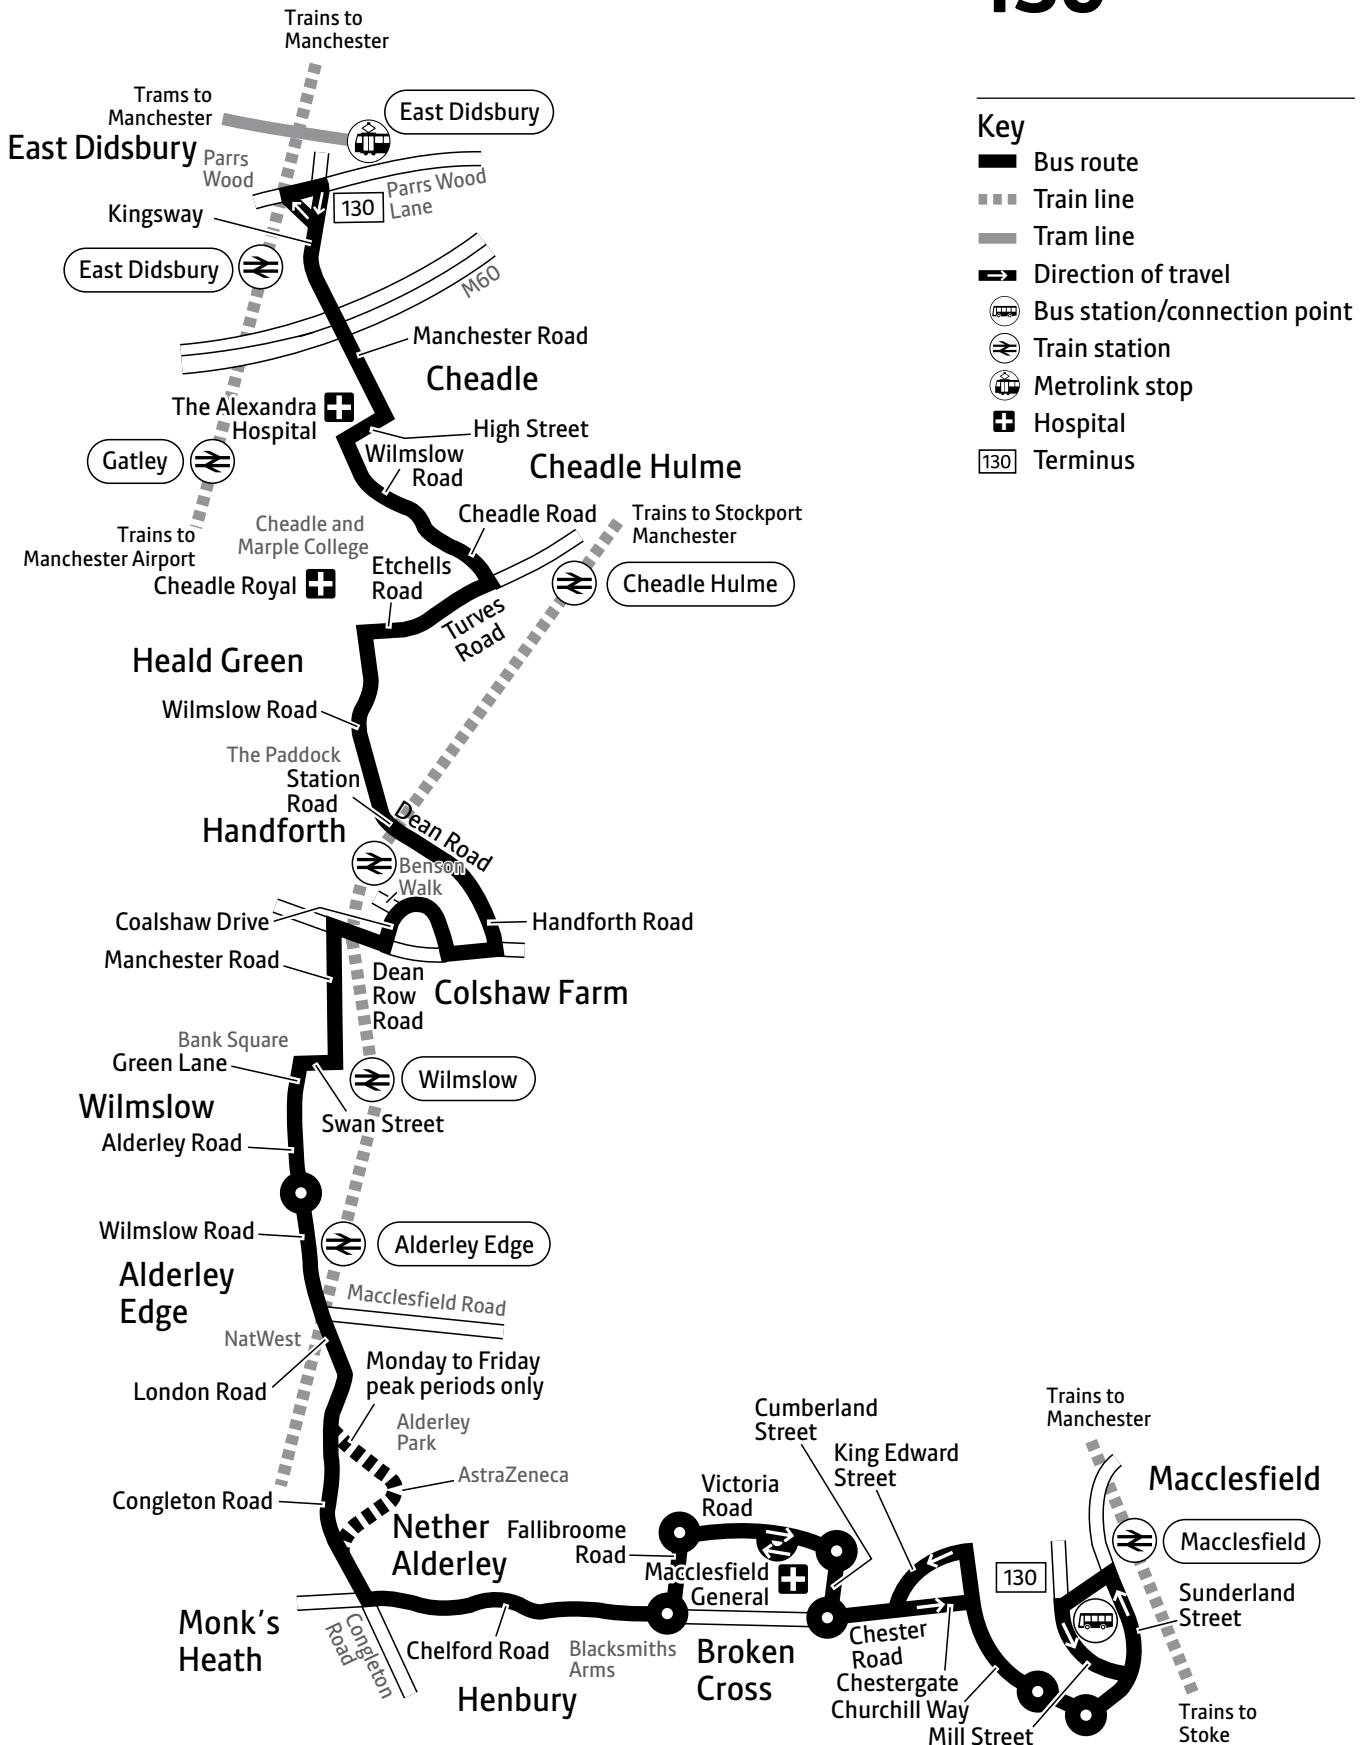 130
Trains to
Manchester
Trams to
Manchester
East Didsbury
East Didsbury
Parrs
Wood
Parrs Wood
Lane
130
Kingsway
East Didsbury
M60
Manchester Road
Cheadle
The Alexandra
Hospital
High Street
Gatley
Wilmslow
Road
Cheadle Hulme
Cheadle Road
Trains to Stockport
Manchester
Trains to
Manchester Airport
Cheadle and
Marple College
Cheadle Royal
Etchells
Road
Cheadle Hulme
Turves
Road
Heald Green
Wilmslow Road
The Paddock
Station
Road
Handforth
Dean Road
Benson
Walk
Coalshaw Drive
Handforth Road
Manchester Road
Dean
Row
Road
Colshaw Farm
Bank Square
Green Lane
Wilmslow
Wilmslow
Swan Street
Alderley Road
Wilmslow Road
Alderley Edge
Alderley
Edge
Macclesfield Road
NatWest
London Road
Monday to Friday
peak periods only
Alderley
Park
AstraZeneca
Congleton Road
Nether
Alderley
Fallibroome
Road
Victoria
Road
Cumberland
Street
King Edward
Street
Macclesfield
General
Trains to
Manchester
Macclesfield
Macclesfield
130
Sunderland
Street
Monk's
Heath
Congleton
Road
Chelford Road
Blacksmiths
Arms
Henbury
Broken
Cross
Chester
Road
Chestergate
Churchill Way
Mill Street
Trains to
Stoke
Key
Bus route
Train line
Tram line
Direction of travel
Bus station/connection point
Train station
Metrolink stop
Hospital
130 Terminus